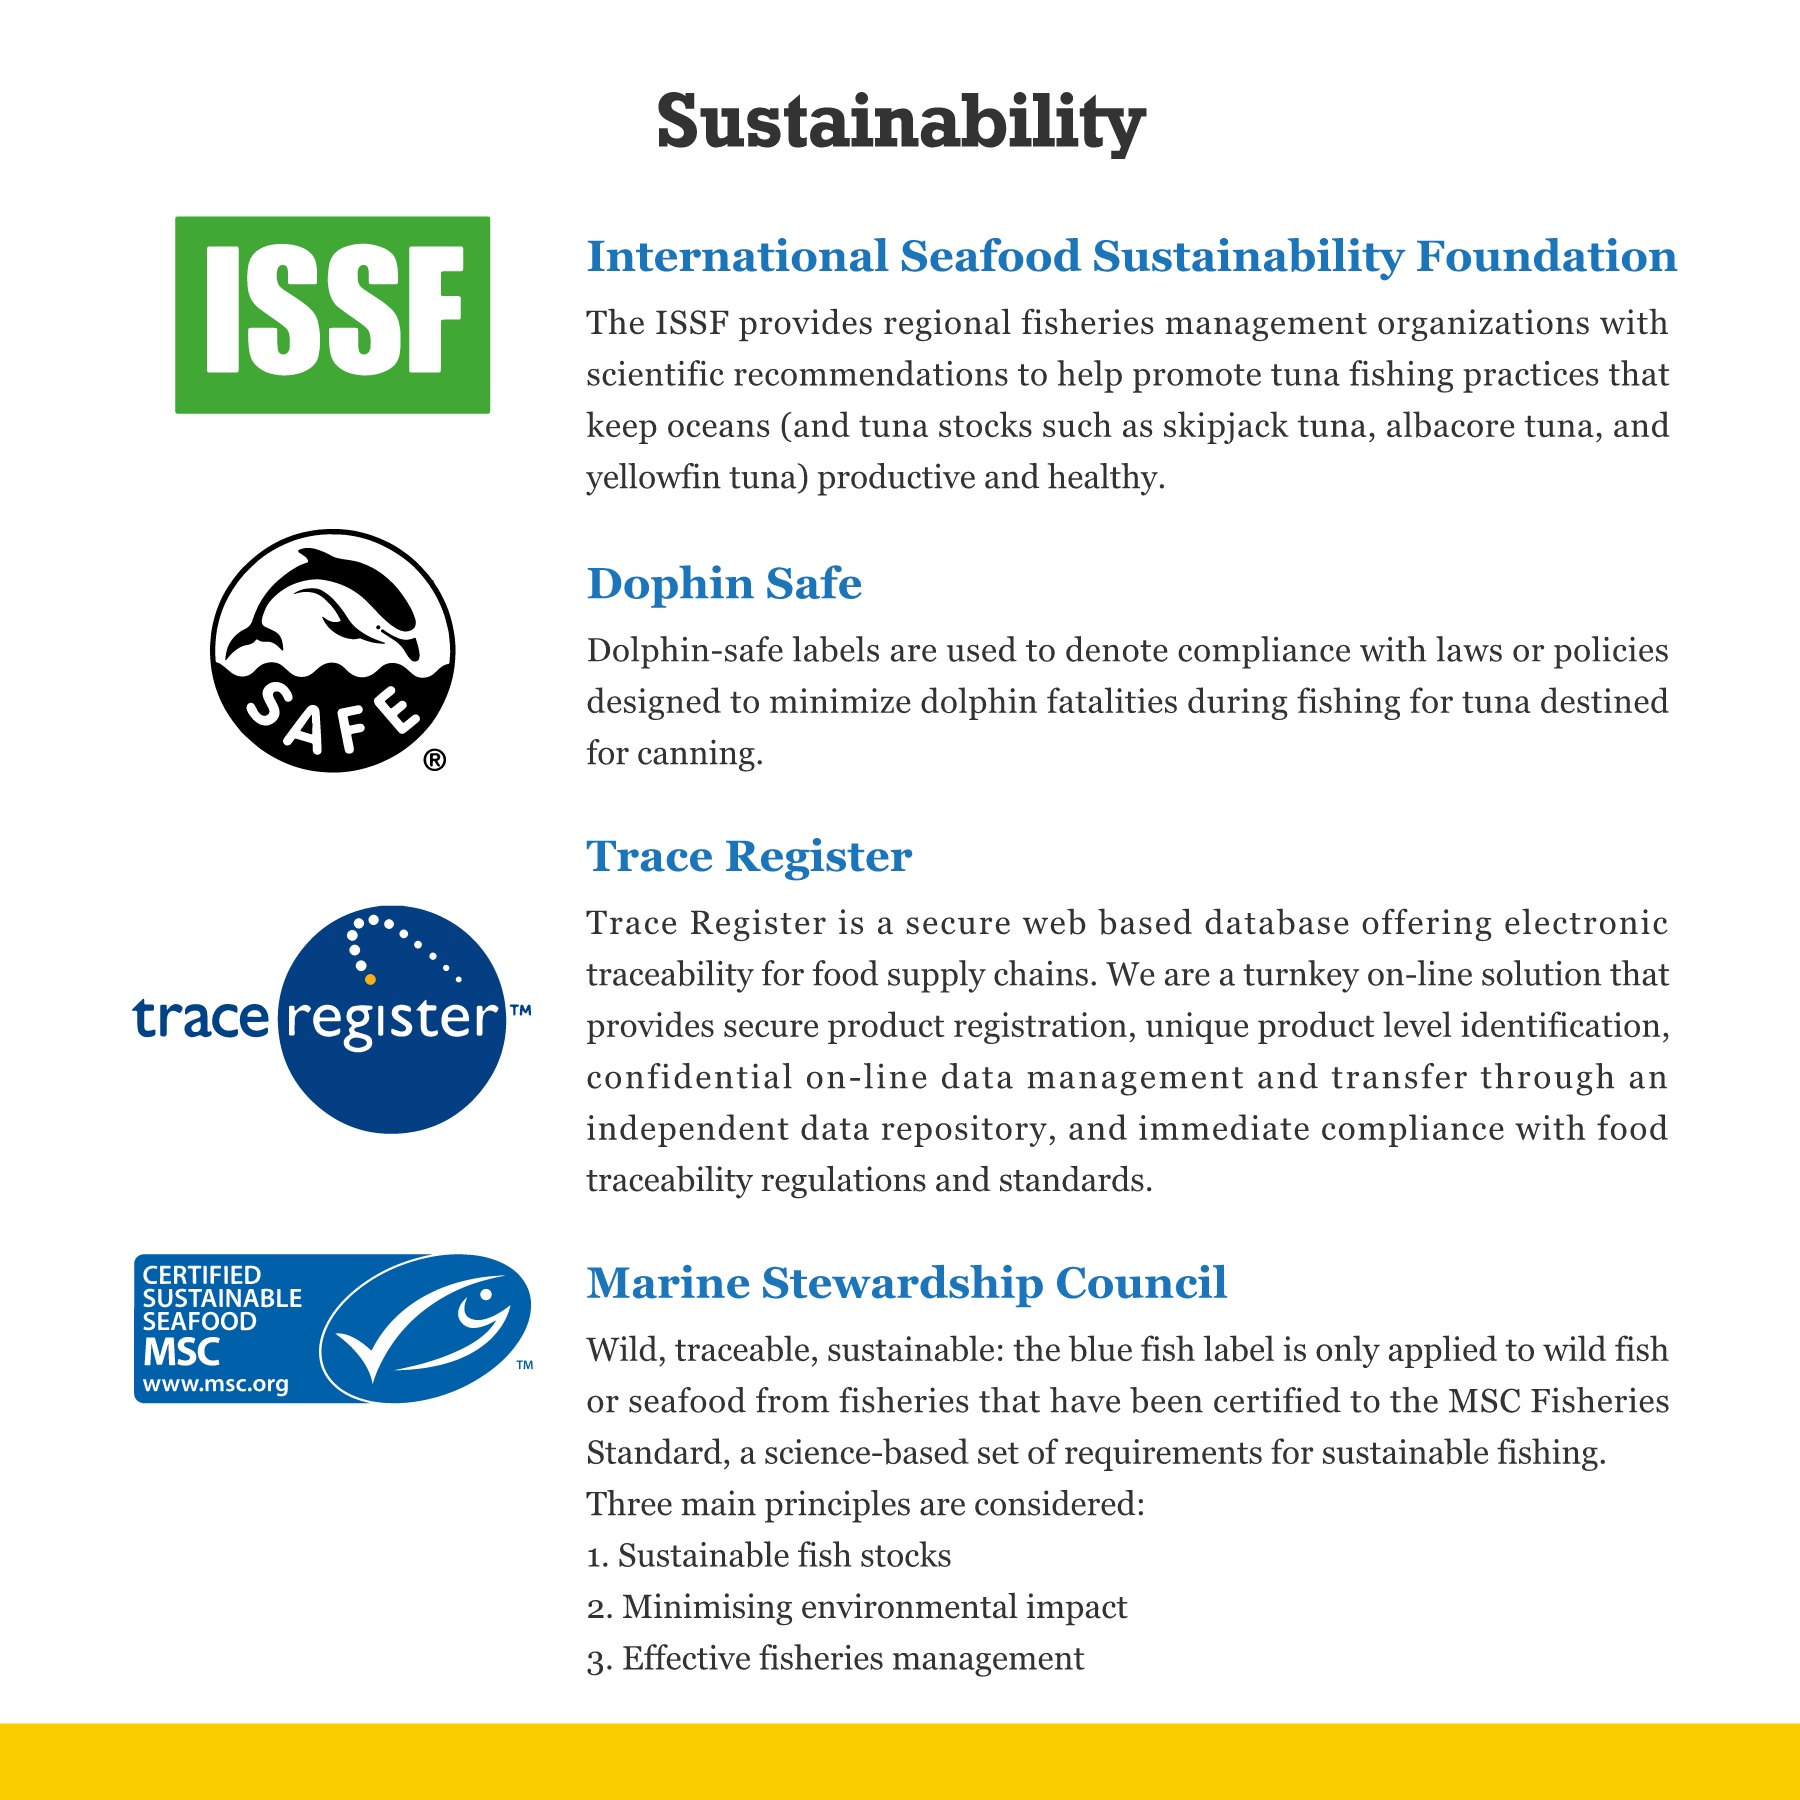 Sustainability
ISSF
International Seafood Sustainability Foundation
The ISSF provides regional fisheries management organizations with
scientific recommendations to help promote tuna fishing practices that
keep oceans (and tuna stocks such as skipjack tuna, albacore tuna, and
yellowfin tuna) productive and healthy.
SAFE
®
Dophin Safe
Dolphin-safe labels are used to denote compliance with laws or policies
designed to minimize dolphin fatalities during fishing for tuna destined
for canning.
trace register™
Trace Register
Trace Register is a secure web based database offering electronic
traceability for food supply chains. We are a turnkey on-line solution that
provides secure product registration, unique product level identification,
confidential on-line data management and transfer through an
independent data repository, and immediate compliance with food
traceability regulations and standards.
CERTIFIED
SUSTAINABLE
SEAFOOD
MSC
www.msc.org
™
Marine Stewardship Council
Wild, traceable, sustainable: the blue fish label is only applied to wild fish
or seafood from fisheries that have been certified to the MSC Fisheries
Standard, a science-based set of requirements for sustainable fishing.
Three main principles are considered:
1. Sustainable fish stocks
2. Minimising environmental impact
3. Effective fisheries management